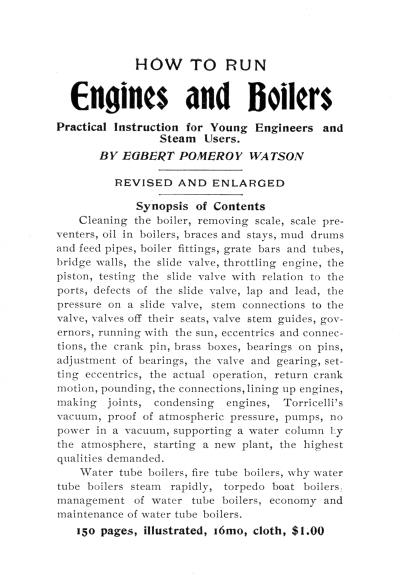 HOW TO RUN
Engines and Boilers
Practical Instruction for Young Engineers and
Steam Users.
BY EGBERT POMEROY WATSON
REVISED AND ENLARGED
Synopsis of Contents
Cleaning the boiler, removing scale, scale pre-
venters, oil in boilers, braces and stays, mud drums
and feed pipes, boiler fittings, grate bars and tubes,
bridge walls, the slide valve, throttling engine, the
piston, testing the slide valve with relation to the
ports, defects of the slide valve, lap and lead, the
pressure on a slide valve, stem connections to the
valve, valves off their seats, valve stem guides, gov-
ernors, running with the sun, eccentrics and connec-
tions, the crank pin, brass boxes, bearings on pins,
adjustment of bearings, the valve and gearing, set-
ting eccentrics, the actual operation, return crank
motion, pounding, the connections, lining up engines,
making joints, condensing engines, Torricelli's
vacuum, proof of atmospheric pressure, pumps, no
power in a vacuum, supporting a water column by
the atmosphere, starting a new plant, the highest
qualities demanded.
Water tube boilers, fire tube boilers, why water
tube boilers steam rapidly, torpedo boat boilers,
management of water tube boilers, economy and
maintenance of water tube boilers.
150 pages, illustrated, 16mo, cloth, $1.00